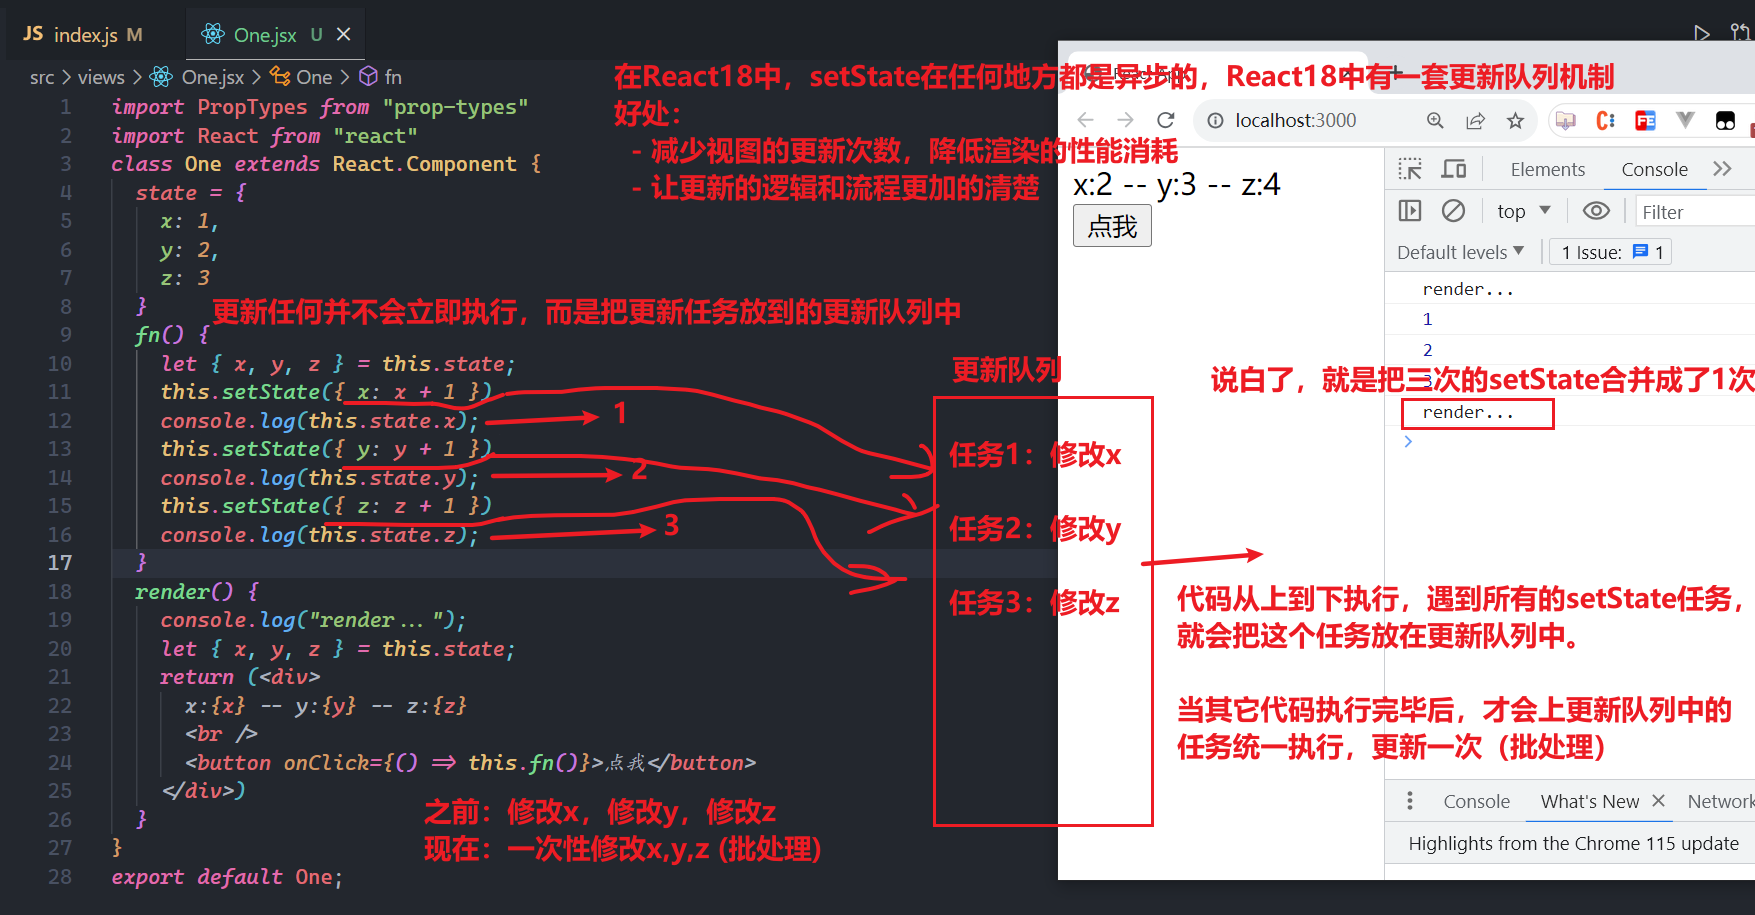 JS index.js M
One.jsx U ×
src > views > One.jsx > One > fn
1 import PropTypes from "prop-types"
2 import React from "react"
3 class One extends React.Component {
4 state = {
5 x: 1,
6 y: 2,
7 z: 3
8 }
9 fn() {
10 let { x, y, z } = this.state;
11 this.setState({ x: x + 1 })
12 console.log(this.state.x);
13 this.setState({ y: y + 1 })
14 console.log(this.state.y);
15 this.setState({ z: z + 1 })
16 console.log(this.state.z);
17 }
18 render() {
19 console.log("render...");
20 let { x, y, z } = this.state;
21 return (<div>
22 x:{x} -- y:{y} -- z:{z}
23 <br />
24 <button onClick={() => this.fn()}>点我</button>
25 </div>)
26 }
27 }
28 export default One;
在React18中，setState在任何地方都是异步的，React18中有一套更新队列机制
好处：
- 减少视图的更新次数，降低渲染的性能消耗
- 让更新的逻辑和流程更加的清楚
更新任何并不会立即执行，而是把更新任务放到的更新队列中
1
2
3
更新队列
任务1：修改x
任务2：修改y
任务3：修改z
之前：修改x，修改y，修改z
现在：一次性修改x,y,z (批处理)
localhost:3000
x:2 -- y:3 -- z:4
点我
Elements Console
top Filter
Default levels 1 Issue: 1
render...
1
2
3
说白了，就是把三次的setState合并成了1次
render...
代码从上到下执行，遇到所有的setState任务，
就会把这个任务放在更新队列中。
当其它代码执行完毕后，才会上更新队列中的
任务统一执行，更新一次（批处理）
Console What's New × Network
Highlights from the Chrome 115 update